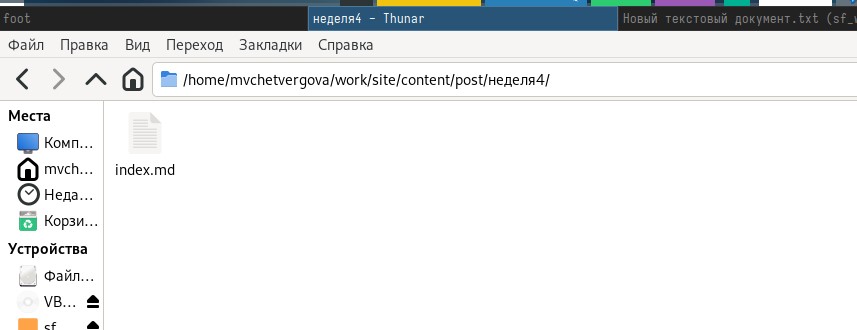 foot
неделя4 – Thunar
Новый текстовый документ.txt (sf_
Файл Правка Вид Переход Закладки Справка
/home/mvchetvergova/work/site/content/post/неделя4/
Места
Комп...
mvch...
Неда...
Корзи...
index.md
Устройства
Файл...
VB...
sf_